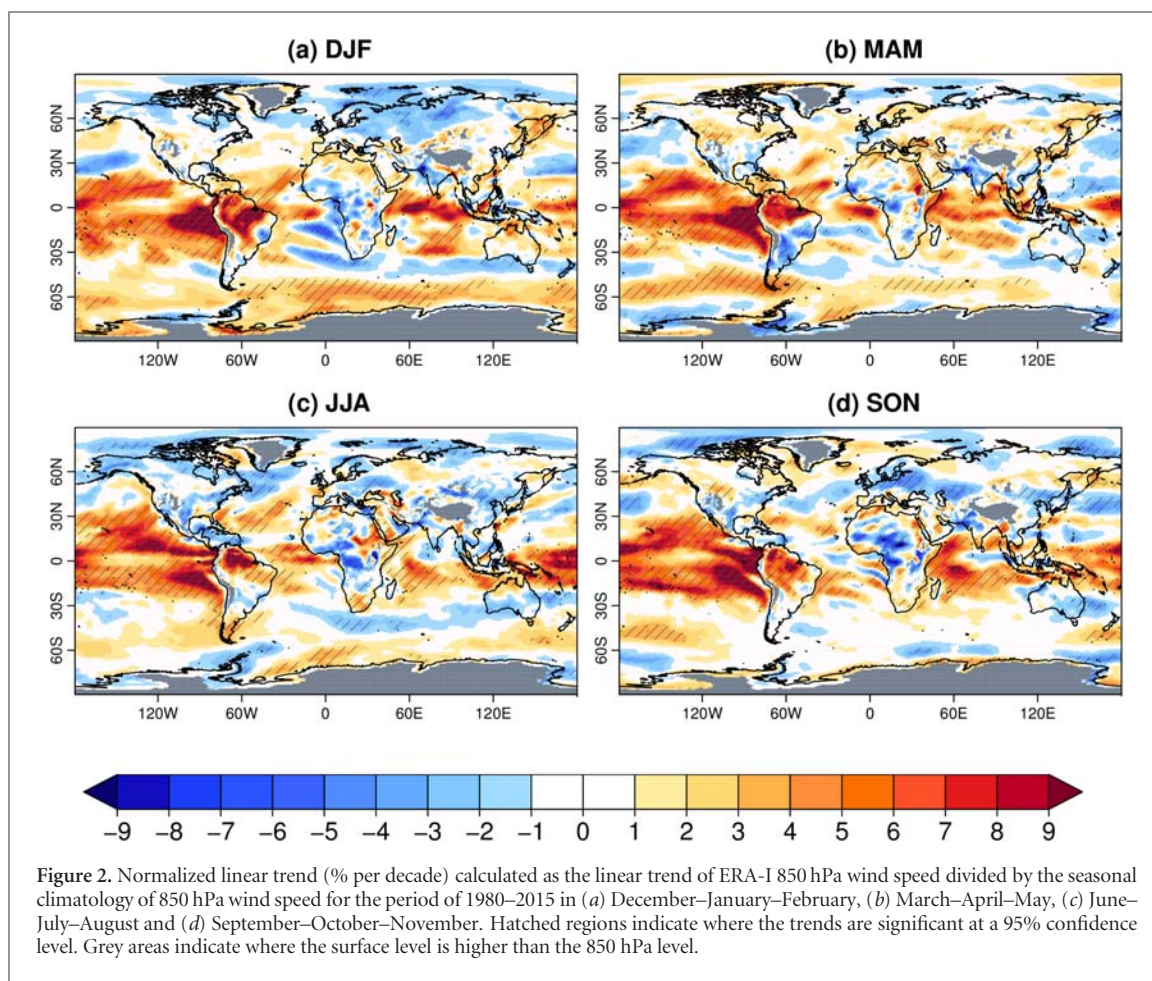 (a) DJF
(b) MAM
60N
30N
0
30S
60S
120W 60W 0 60E 120E
60N
30N
0
30S
60S
120W 60W 0 60E 120E
(c) JJA
(d) SON
60N
30N
0
30S
60S
120W 60W 0 60E 120E
60N
30N
0
30S
60S
120W 60W 0 60E 120E
−9 −8 −7 −6 −5 −4 −3 −2 −1 0 1 2 3 4 5 6 7 8 9
Figure 2. Normalized linear trend (% per decade) calculated as the linear trend of ERA-I 850 hPa wind speed divided by the seasonal
climatology of 850 hPa wind speed for the period of 1980–2015 in (a) December–January–February, (b) March–April–May, (c) June–
July–August and (d) September–October–November. Hatched regions indicate where the trends are significant at a 95% confidence
level. Grey areas indicate where the surface level is higher than the 850 hPa level.